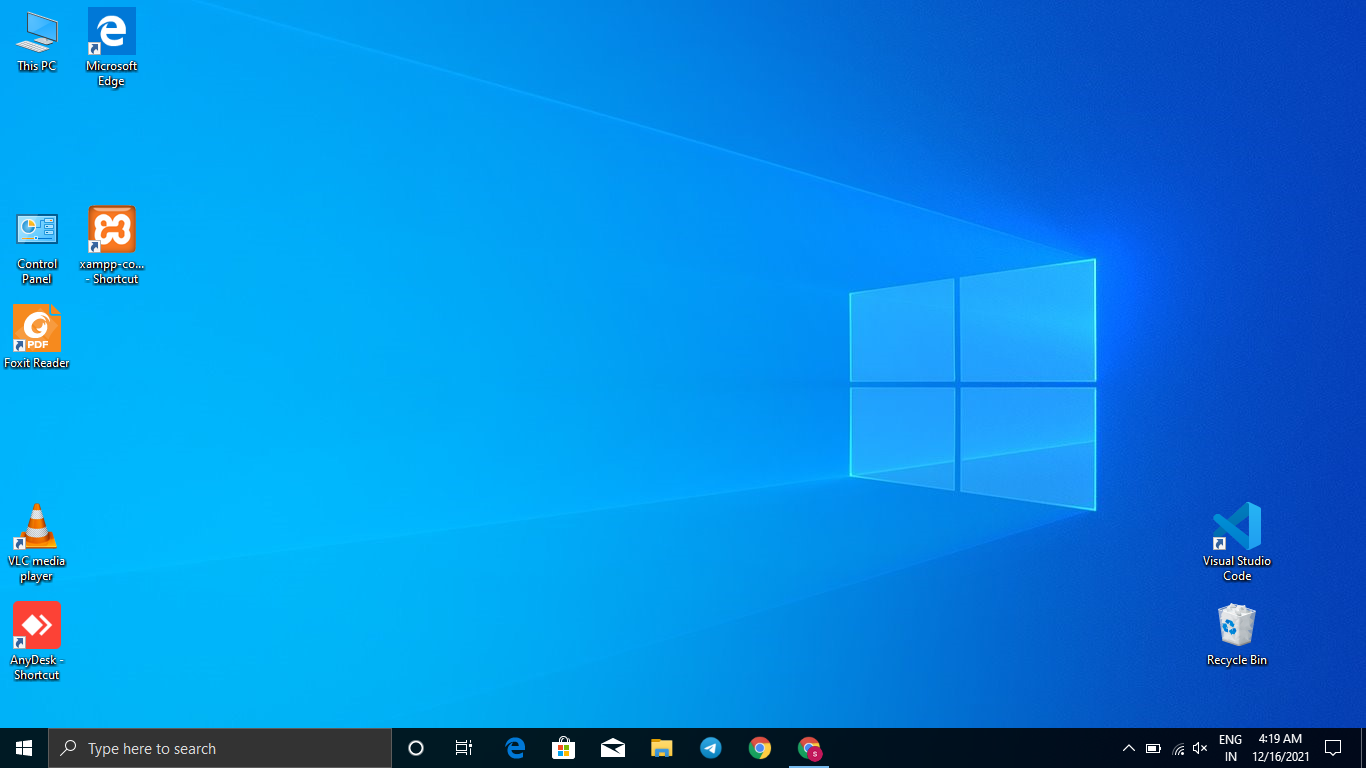 This PC
Microsoft
Edge
Control
Panel
xampp-co...
- Shortcut
PDF
Foxit Reader
VLC media
player
AnyDesk -
Shortcut
Visual Studio
Code
Recycle Bin
Type here to search
s
ENG
IN
4:19 AM
12/16/2021